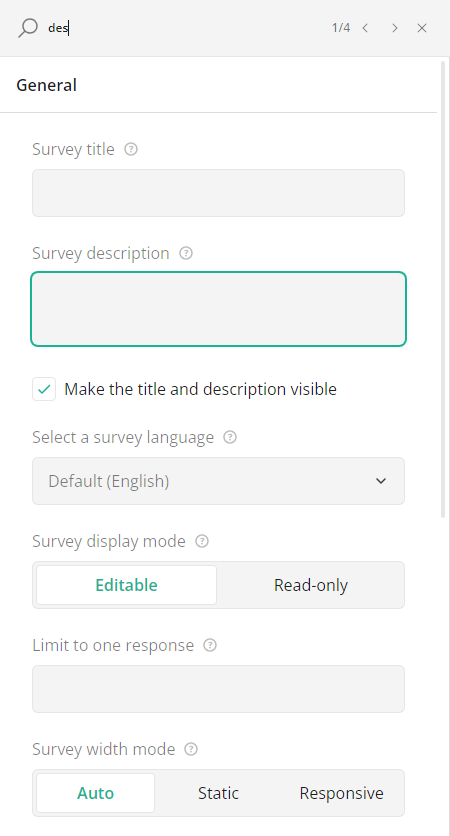 des 1/4
General
Survey title ?
Survey description ?
Make the title and description visible
Select a survey language ?
Default (English)
Survey display mode ?
Editable Read-only
Limit to one response ?
Survey width mode ?
Auto Static Responsive